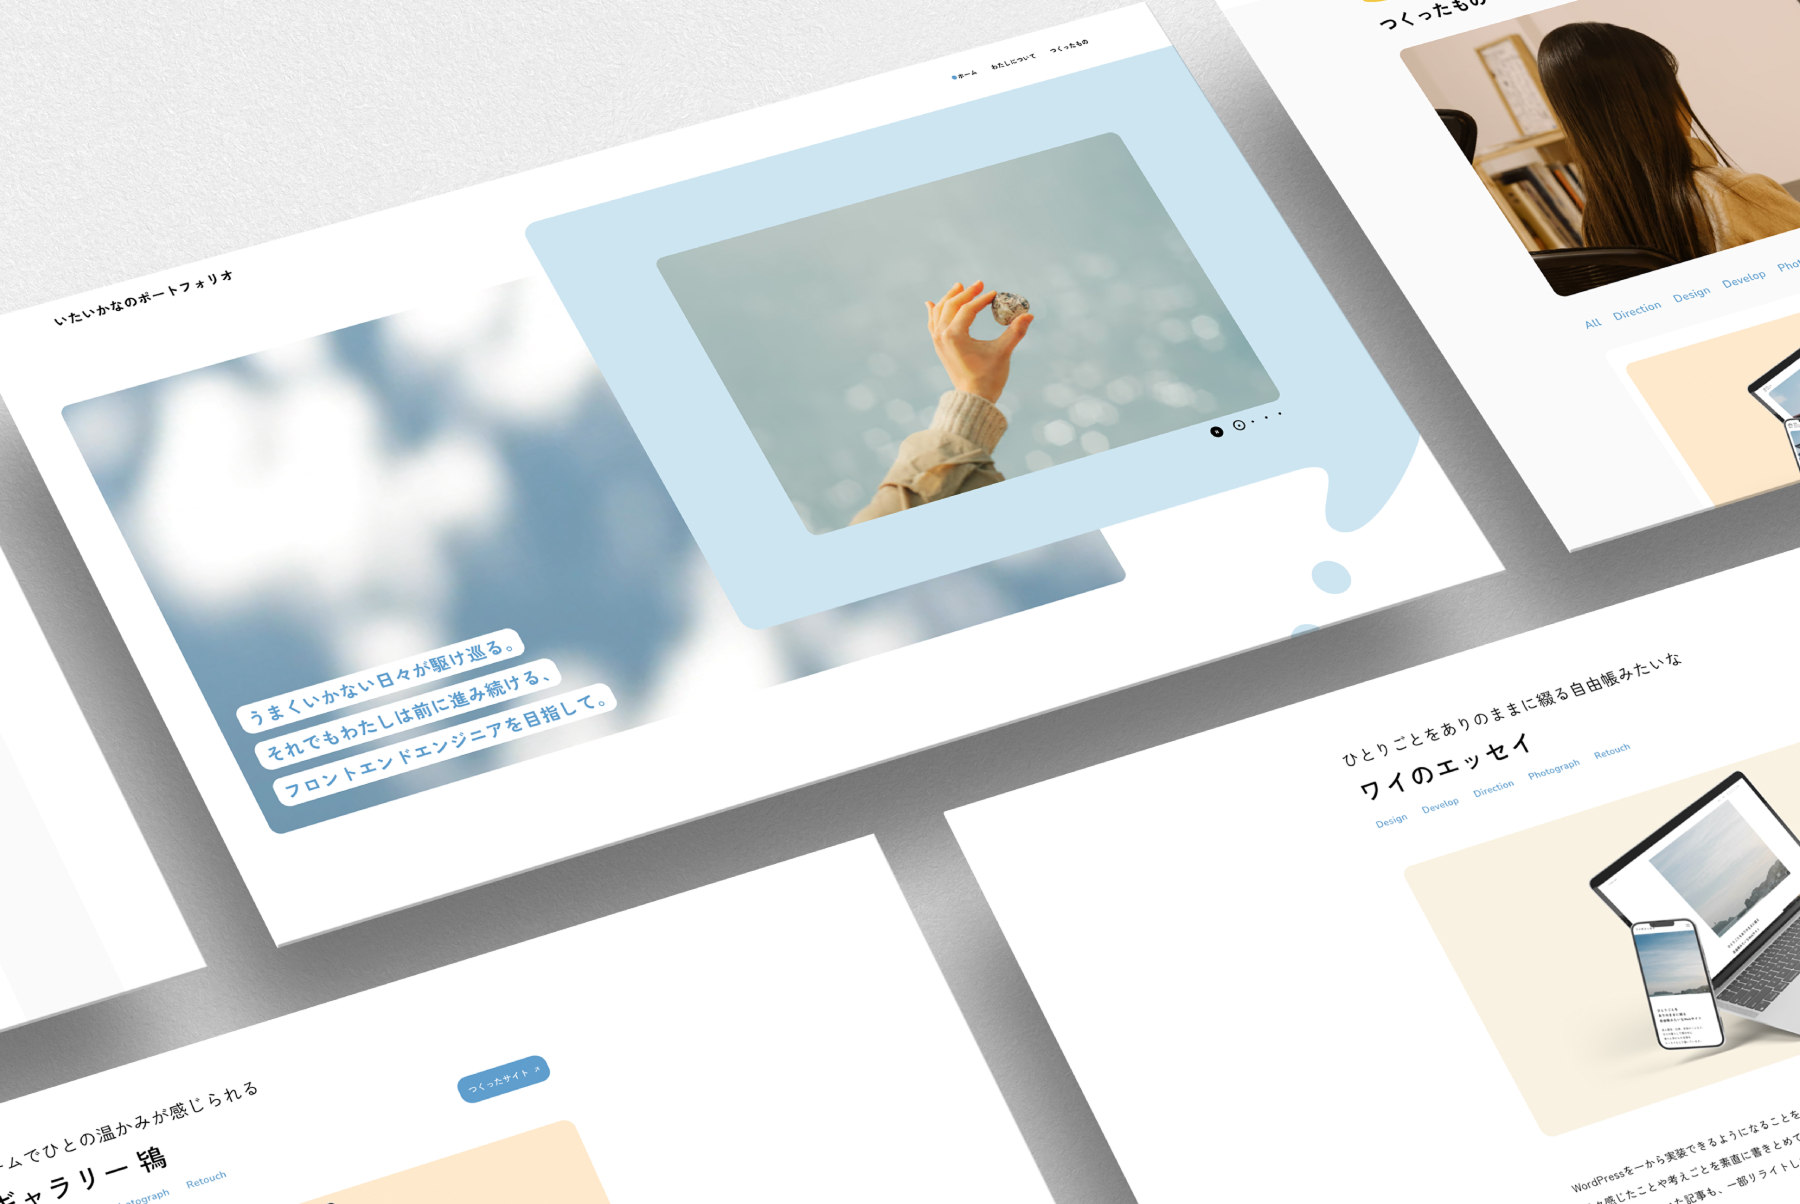 ホーム わたしについて つくったもの
いたいかなのポートフォリオ
うまくいかない日々が駆け巡る。
それでもわたしは前に進み続ける、
フロントエンドエンジニアを目指して。
つくったもの
All Direction Design Develop
ひとりごとをありのままに綴る自由帳みたいな
ワイのエッセイ
Design Develop Direction Photograph Retouch
WordPressを一から実装できるようになることを
感じたことや考えごとを素直に書きとめて
た記事も、一部リライトし
つくったサイト
ームでひとの温かみが感じられる
ギャラリー 鴇
otograph Retouch